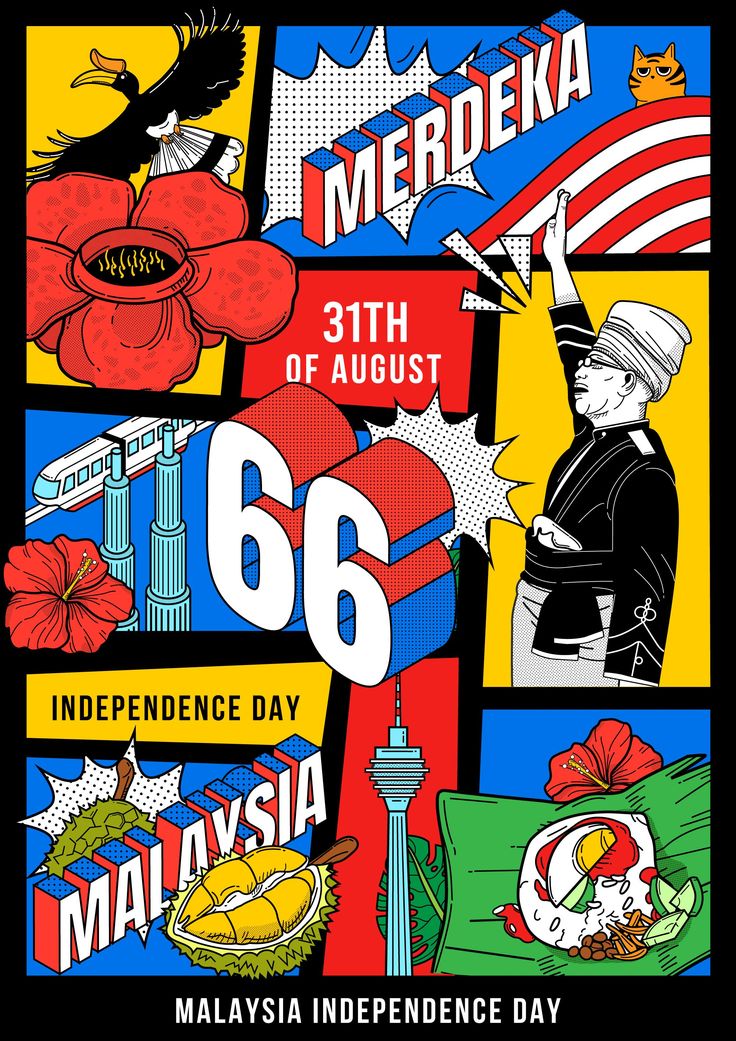 MERDEKA
31TH
OF AUGUST
66
INDEPENDENCE DAY
MALAYSIA
MALAYSIA INDEPENDENCE DAY